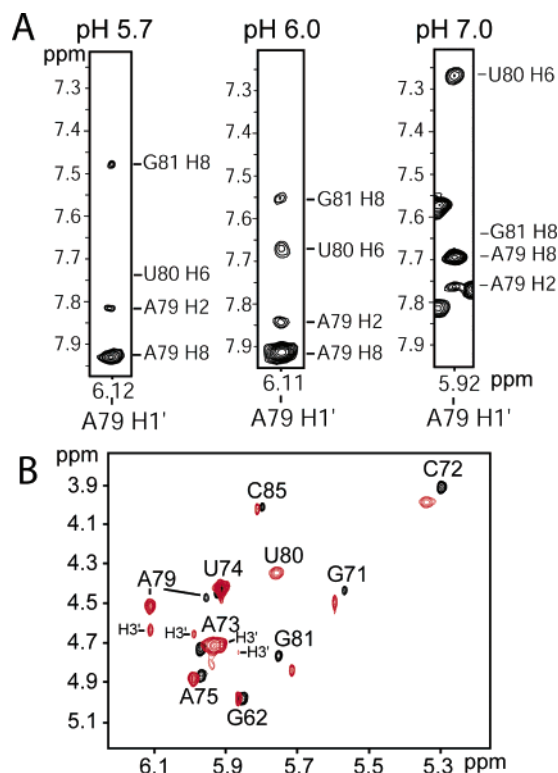 A
pH 5.7 pH 6.0 pH 7.0
ppm
7.3
7.4
7.5
7.6
7.7
7.8
7.9
G81 H8
U80 H6
A79 H2
A79 H8
6.12
A79 H1'
7.3
7.4
7.5
7.6
7.7
7.8
7.9
G81 H8
U80 H6
A79 H2
A79 H8
6.11
A79 H1'
7.3
7.4
7.5
7.6
7.7
7.8
7.9
U80 H6
G81 H8
A79 H8
A79 H2
5.92 ppm
A79 H1'
B
ppm
3.9
4.1
4.3
4.5
4.7
4.9
5.1
C72
C85
U74
U80
A79
G71
H3'
H3'
A73
H3'
H3'
G81
A75
G62
6.1 5.9 5.7 5.5 5.3
ppm